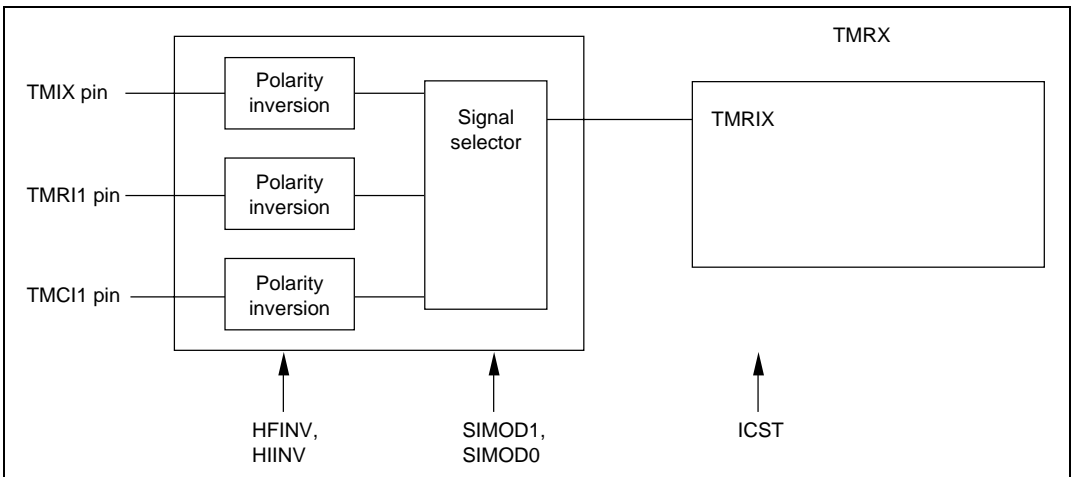 TMRX
TMIX pin
Polarity
inversion
Signal
selector
TMRIX
TMRI1 pin
Polarity
inversion
TMCI1 pin
Polarity
inversion
HFINV,
HIINV
SIMOD1,
SIMOD0
ICST